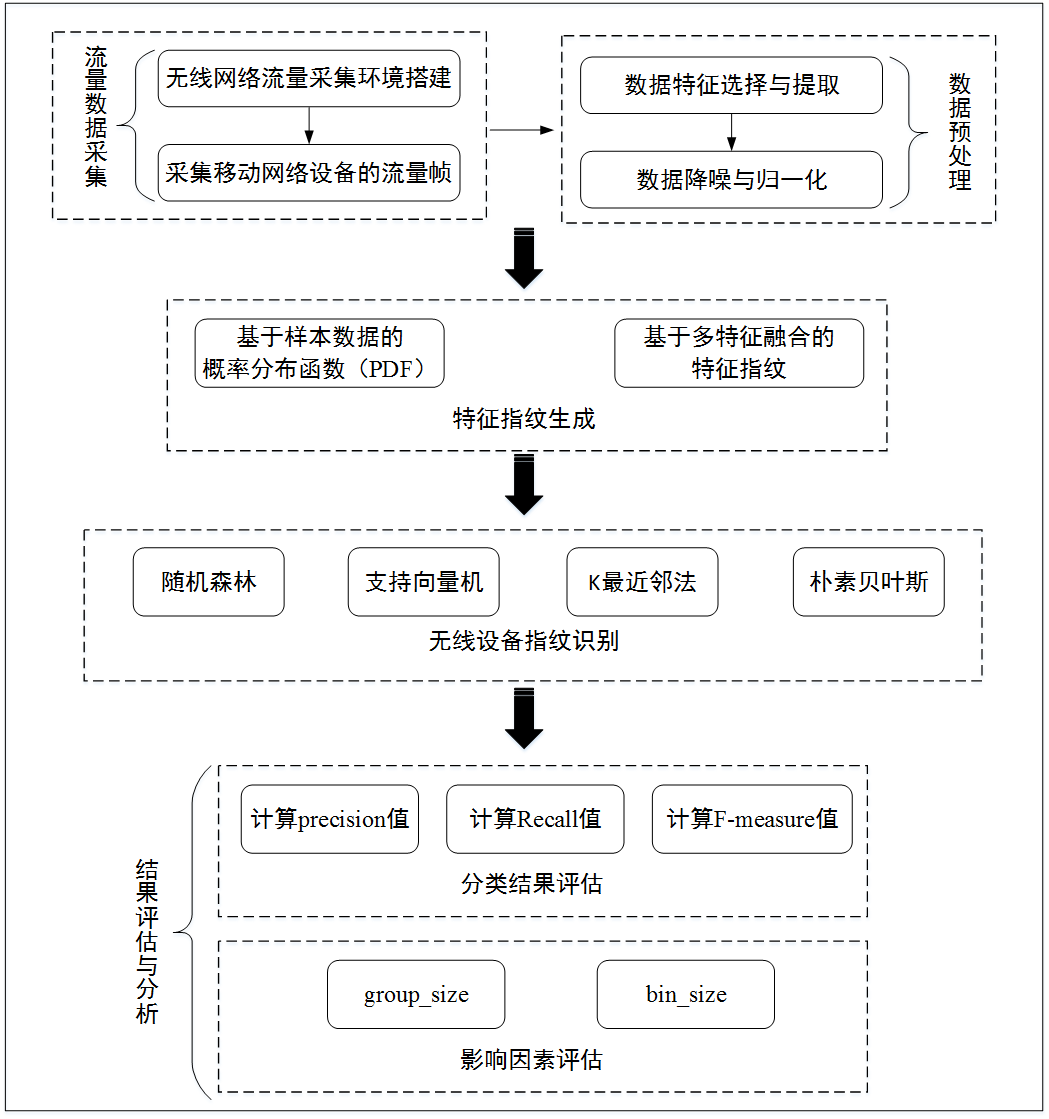 流量数据采集
无线网络流量采集环境搭建
采集移动网络设备的流量帧
数据特征选择与提取
数据降噪与归一化
数据预处理
基于样本数据的
概率分布函数（PDF）
基于多特征融合的
特征指纹
特征指纹生成
随机森林
支持向量机
K最近邻法
朴素贝叶斯
无线设备指纹识别
结果评估与分析
计算precision值
计算Recall值
计算F-measure值
分类结果评估
group_size
bin_size
影响因素评估